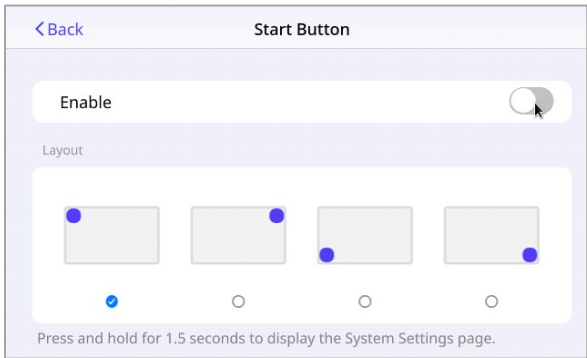 Back
Start Button
Enable
Layout
Press and hold for 1.5 seconds to display the System Settings page.